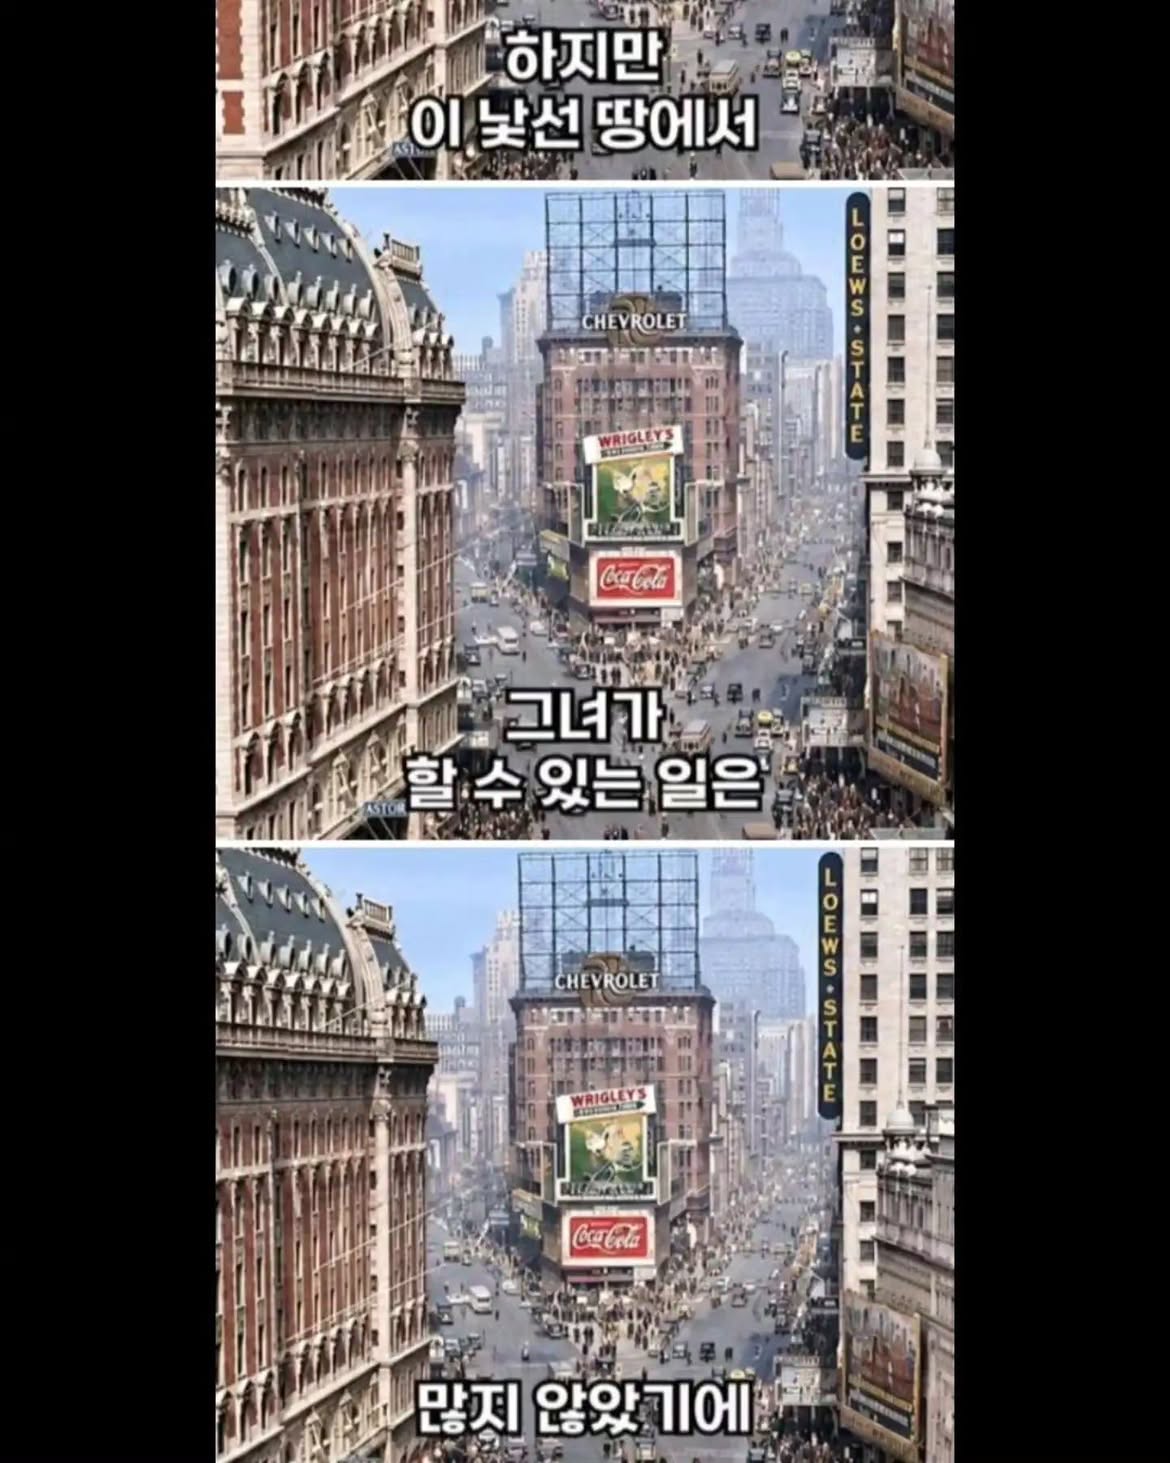 하지만
이 낯선 땅에서
CHEVROLET
LOEWS·STATE
WRIGLEY'S
Coca-Cola
그녀가
할 수 있는 일은
ASTOR
CHEVROLET
LOEWS·STATE
WRIGLEY'S
Coca-Cola
많지 않았기에